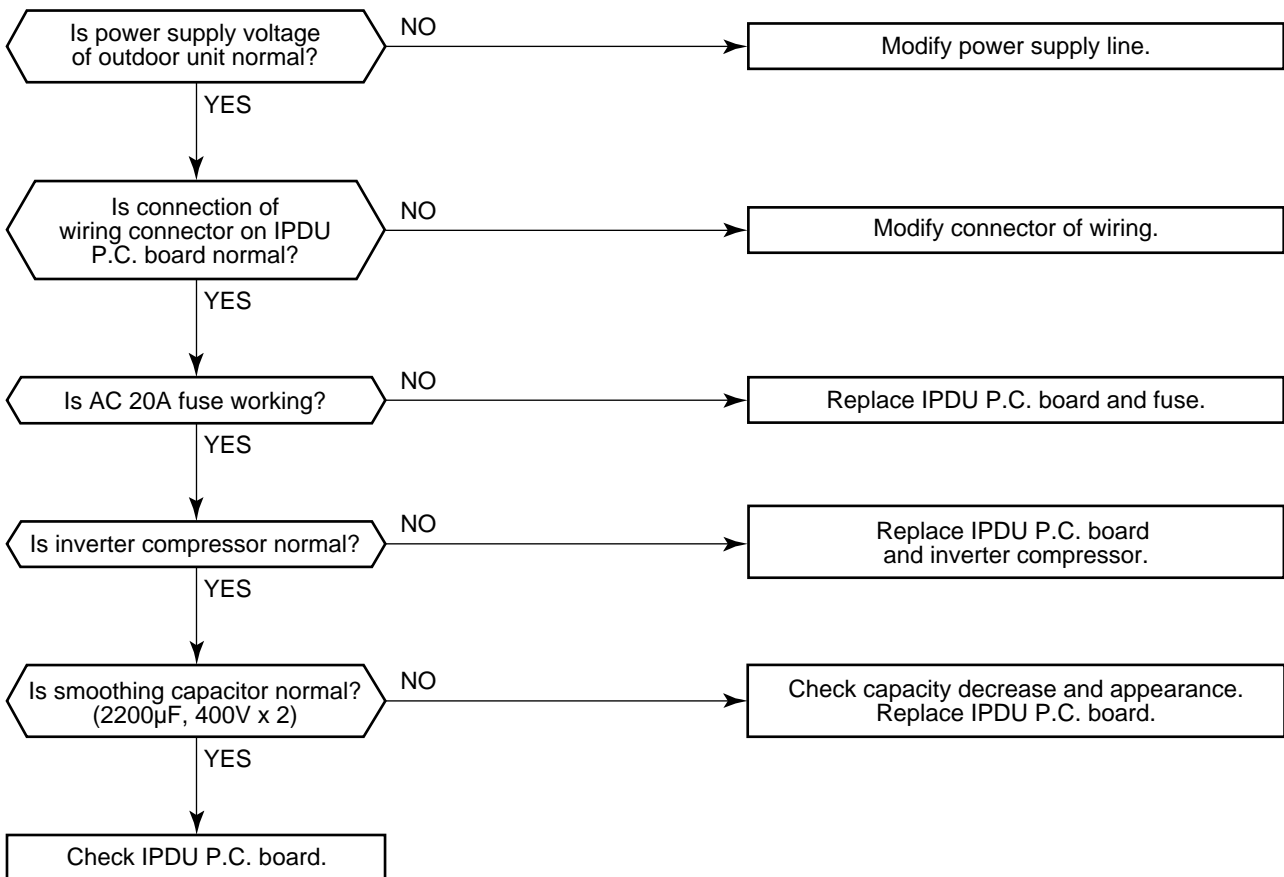 Is power supply voltage
of outdoor unit normal?
NO
Modify power supply line.
YES
Is connection of
wiring connector on IPDU
P.C. board normal?
NO
Modify connector of wiring.
YES
Is AC 20A fuse working?
NO
Replace IPDU P.C. board and fuse.
YES
Is inverter compressor normal?
NO
Replace IPDU P.C. board
and inverter compressor.
YES
Is smoothing capacitor normal?
(2200µF, 400V x 2)
NO
Check capacity decrease and appearance.
Replace IPDU P.C. board.
YES
Check IPDU P.C. board.